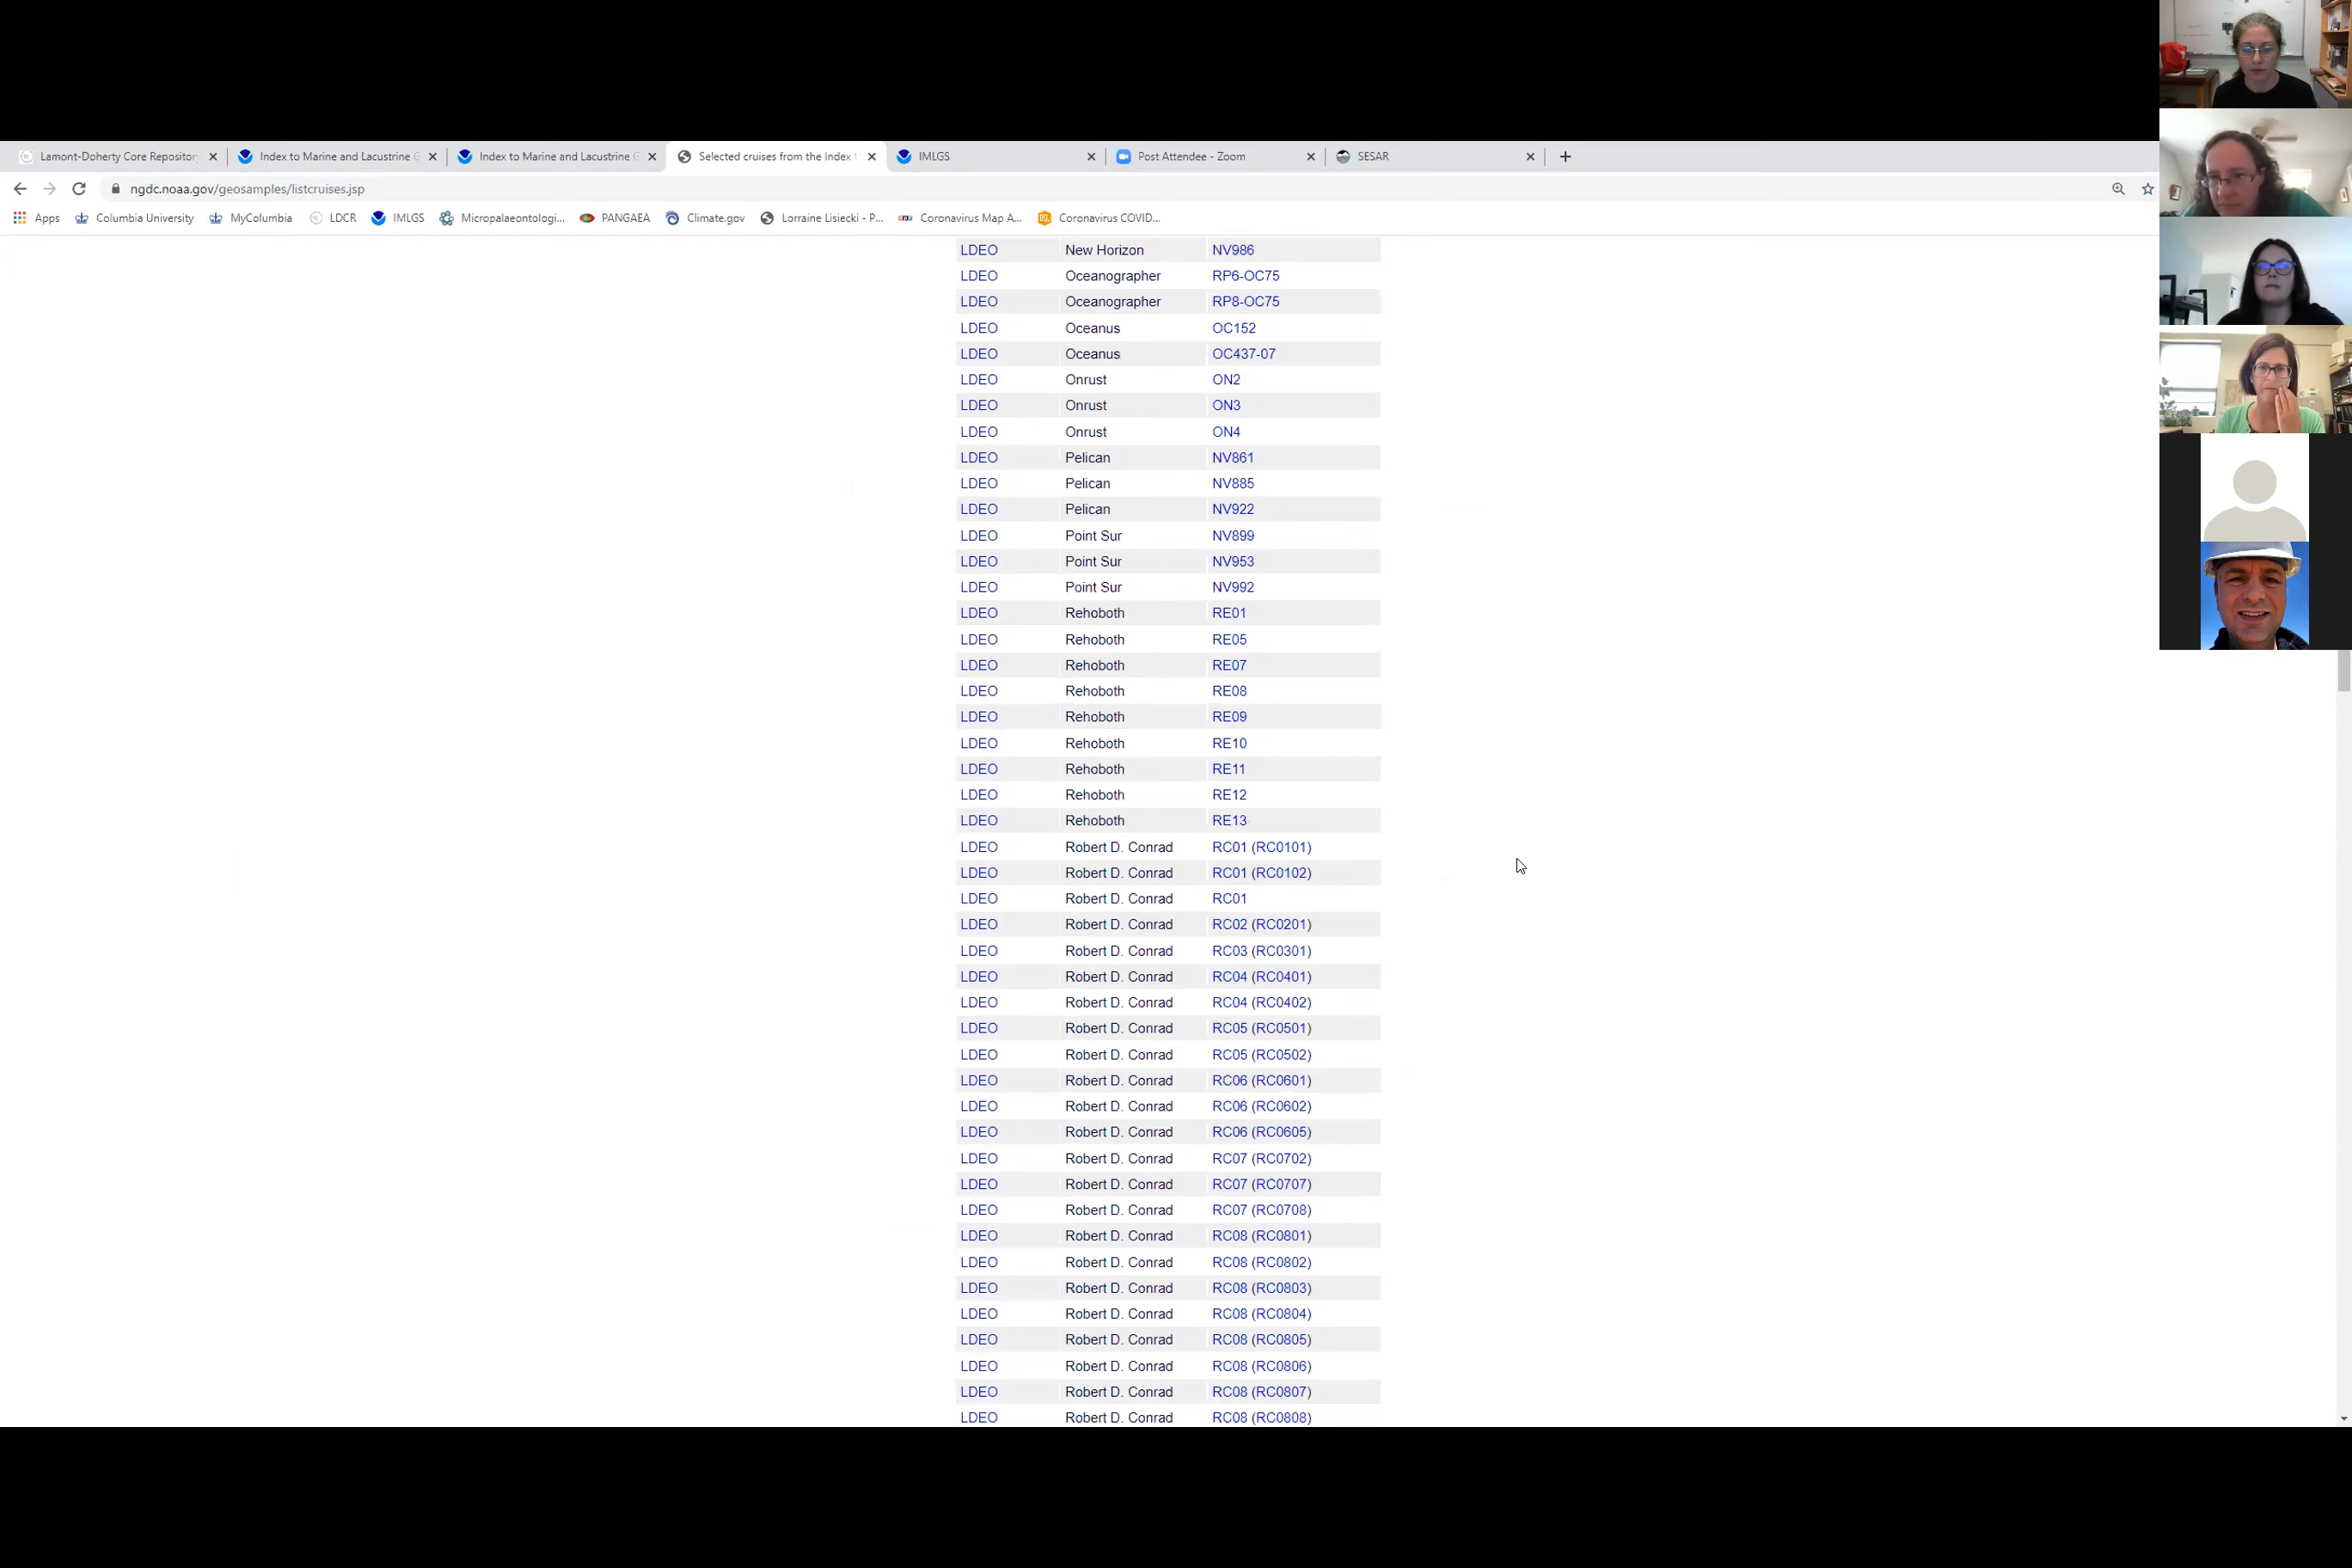 Lamont-Doherty Core Repositor Index to Marine and Lacustrine G Index to Marine and Lacustrine G Selected cruises from the Index t IMLGS Post Attendee - Zoom SESAR
ngdc.noaa.gov/geosamples/listcruises.jsp
Apps Columbia University MyColumbia LDCR IMLGS Micropalaeontologi... PANGAEA Climate.gov Lorraine Lisiecki - P... Coronavirus Map A... Coronavirus COVID...
LDEO New Horizon NV986
LDEO Oceanographer RP6-OC75
LDEO Oceanographer RP8-OC75
LDEO Oceanus OC152
LDEO Oceanus OC437-07
LDEO Onrust ON2
LDEO Onrust ON3
LDEO Onrust ON4
LDEO Pelican NV861
LDEO Pelican NV885
LDEO Pelican NV922
LDEO Point Sur NV899
LDEO Point Sur NV953
LDEO Point Sur NV992
LDEO Rehoboth RE01
LDEO Rehoboth RE05
LDEO Rehoboth RE07
LDEO Rehoboth RE08
LDEO Rehoboth RE09
LDEO Rehoboth RE10
LDEO Rehoboth RE11
LDEO Rehoboth RE12
LDEO Rehoboth RE13
LDEO Robert D. Conrad RC01 (RC0101)
LDEO Robert D. Conrad RC01 (RC0102)
LDEO Robert D. Conrad RC01
LDEO Robert D. Conrad RC02 (RC0201)
LDEO Robert D. Conrad RC03 (RC0301)
LDEO Robert D. Conrad RC04 (RC0401)
LDEO Robert D. Conrad RC04 (RC0402)
LDEO Robert D. Conrad RC05 (RC0501)
LDEO Robert D. Conrad RC05 (RC0502)
LDEO Robert D. Conrad RC06 (RC0601)
LDEO Robert D. Conrad RC06 (RC0602)
LDEO Robert D. Conrad RC06 (RC0605)
LDEO Robert D. Conrad RC07 (RC0702)
LDEO Robert D. Conrad RC07 (RC0707)
LDEO Robert D. Conrad RC07 (RC0708)
LDEO Robert D. Conrad RC08 (RC0801)
LDEO Robert D. Conrad RC08 (RC0802)
LDEO Robert D. Conrad RC08 (RC0803)
LDEO Robert D. Conrad RC08 (RC0804)
LDEO Robert D. Conrad RC08 (RC0805)
LDEO Robert D. Conrad RC08 (RC0806)
LDEO Robert D. Conrad RC08 (RC0807)
LDEO Robert D. Conrad RC08 (RC0808)